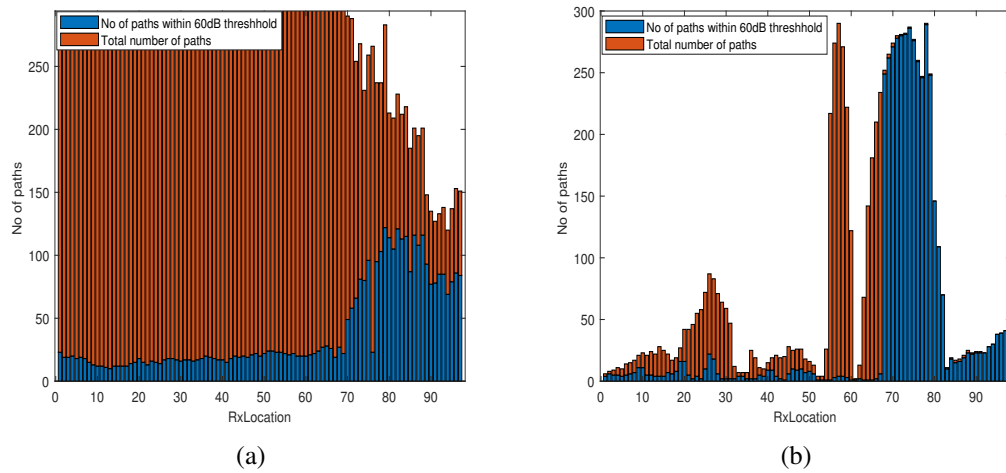 No of paths within 60dB threshhold
Total number of paths
250
200
150
100
50
0
No of paths
0 10 20 30 40 50 60 70 80 90
RxLocation
(a)
300
No of paths within 60dB threshold
Total number of paths
250
200
150
100
50
0
No of paths
0 10 20 30 40 50 60 70 80 90
RxLocation
(b)